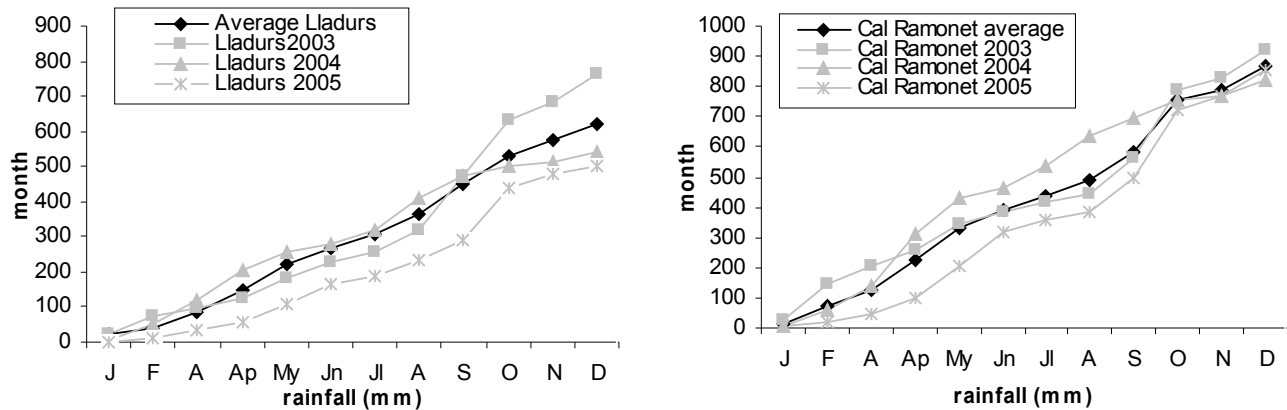 900
800
700
600
500
400
300
200
100
0
month
Average Lladurs
Lladurs2003
Lladurs 2004
Lladurs 2005
J F A Ap My Jn Jl A S O N D
rainfall (mm)
1000
900
800
700
600
500
400
300
200
100
0
month
Cal Ramonet average
Cal Ramonet 2003
Cal Ramonet 2004
Cal Ramonet 2005
J F A Ap My Jn Jl A S O N D
rainfall (mm)